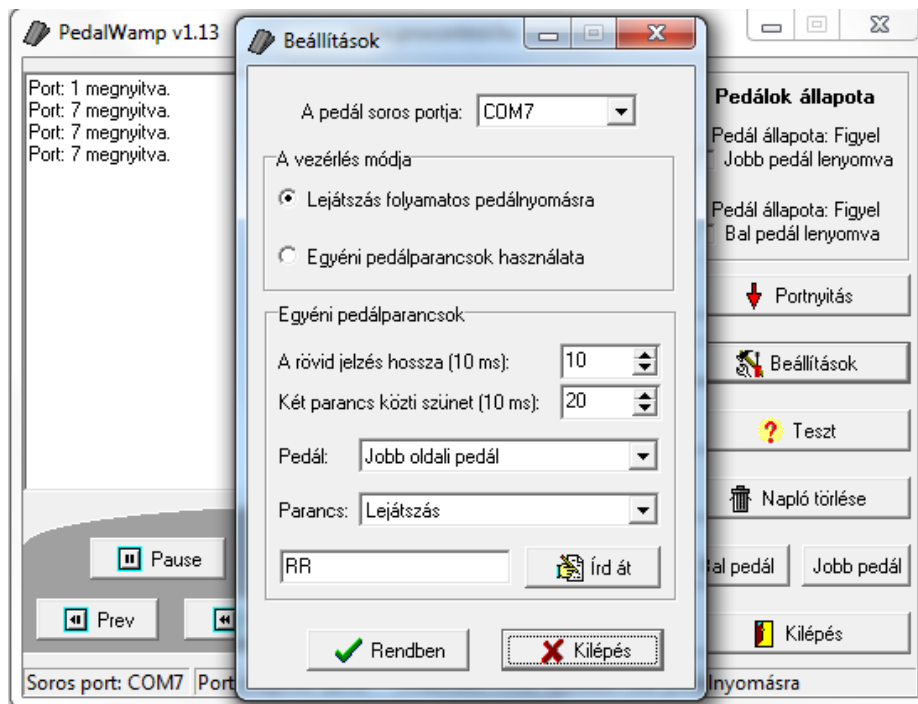 PedalWamp v1.13
Port: 1 megnyitva.
Port: 7 megnyitva.
Port: 7 megnyitva.
Port: 7 megnyitva.
Pause
Prev
Soros port: COM7
Port
Beállítások
A pedál soros portja: COM7
A vezérlés módja
Lejátszás folyamatos pedálnyomásra
Egyéni pedálparancsok használata
Egyéni pedálparancsok
A rövid jelzés hossza (10 ms): 10
Két parancs közti szünet (10 ms): 20
Pedál: Jobb oldali pedál
Parancs: Lejátszás
RR
Írd át
Rendben
Kilépés
Pedálok állapota
Pedál állapota: Figyel
Jobb pedál lenyomva
Pedál állapota: Figyel
Bal pedál lenyomva
Portnyitás
Beállítások
Teszt
Napló törlése
al pedál
Jobb pedál
Kilépés
lnyomásra